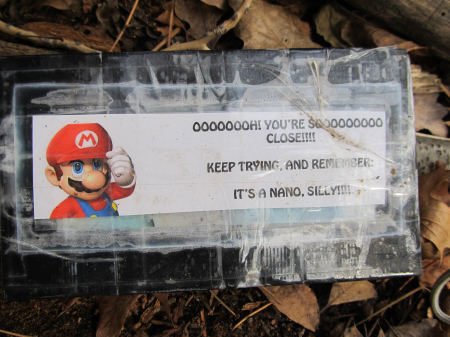 M
OOOOOOOH! YOU'RE SOOOOOOOOO
CLOSE!!!!
KEEP TRYING, AND REMEMBER:
IT'S A NANO, SILLY!!!!